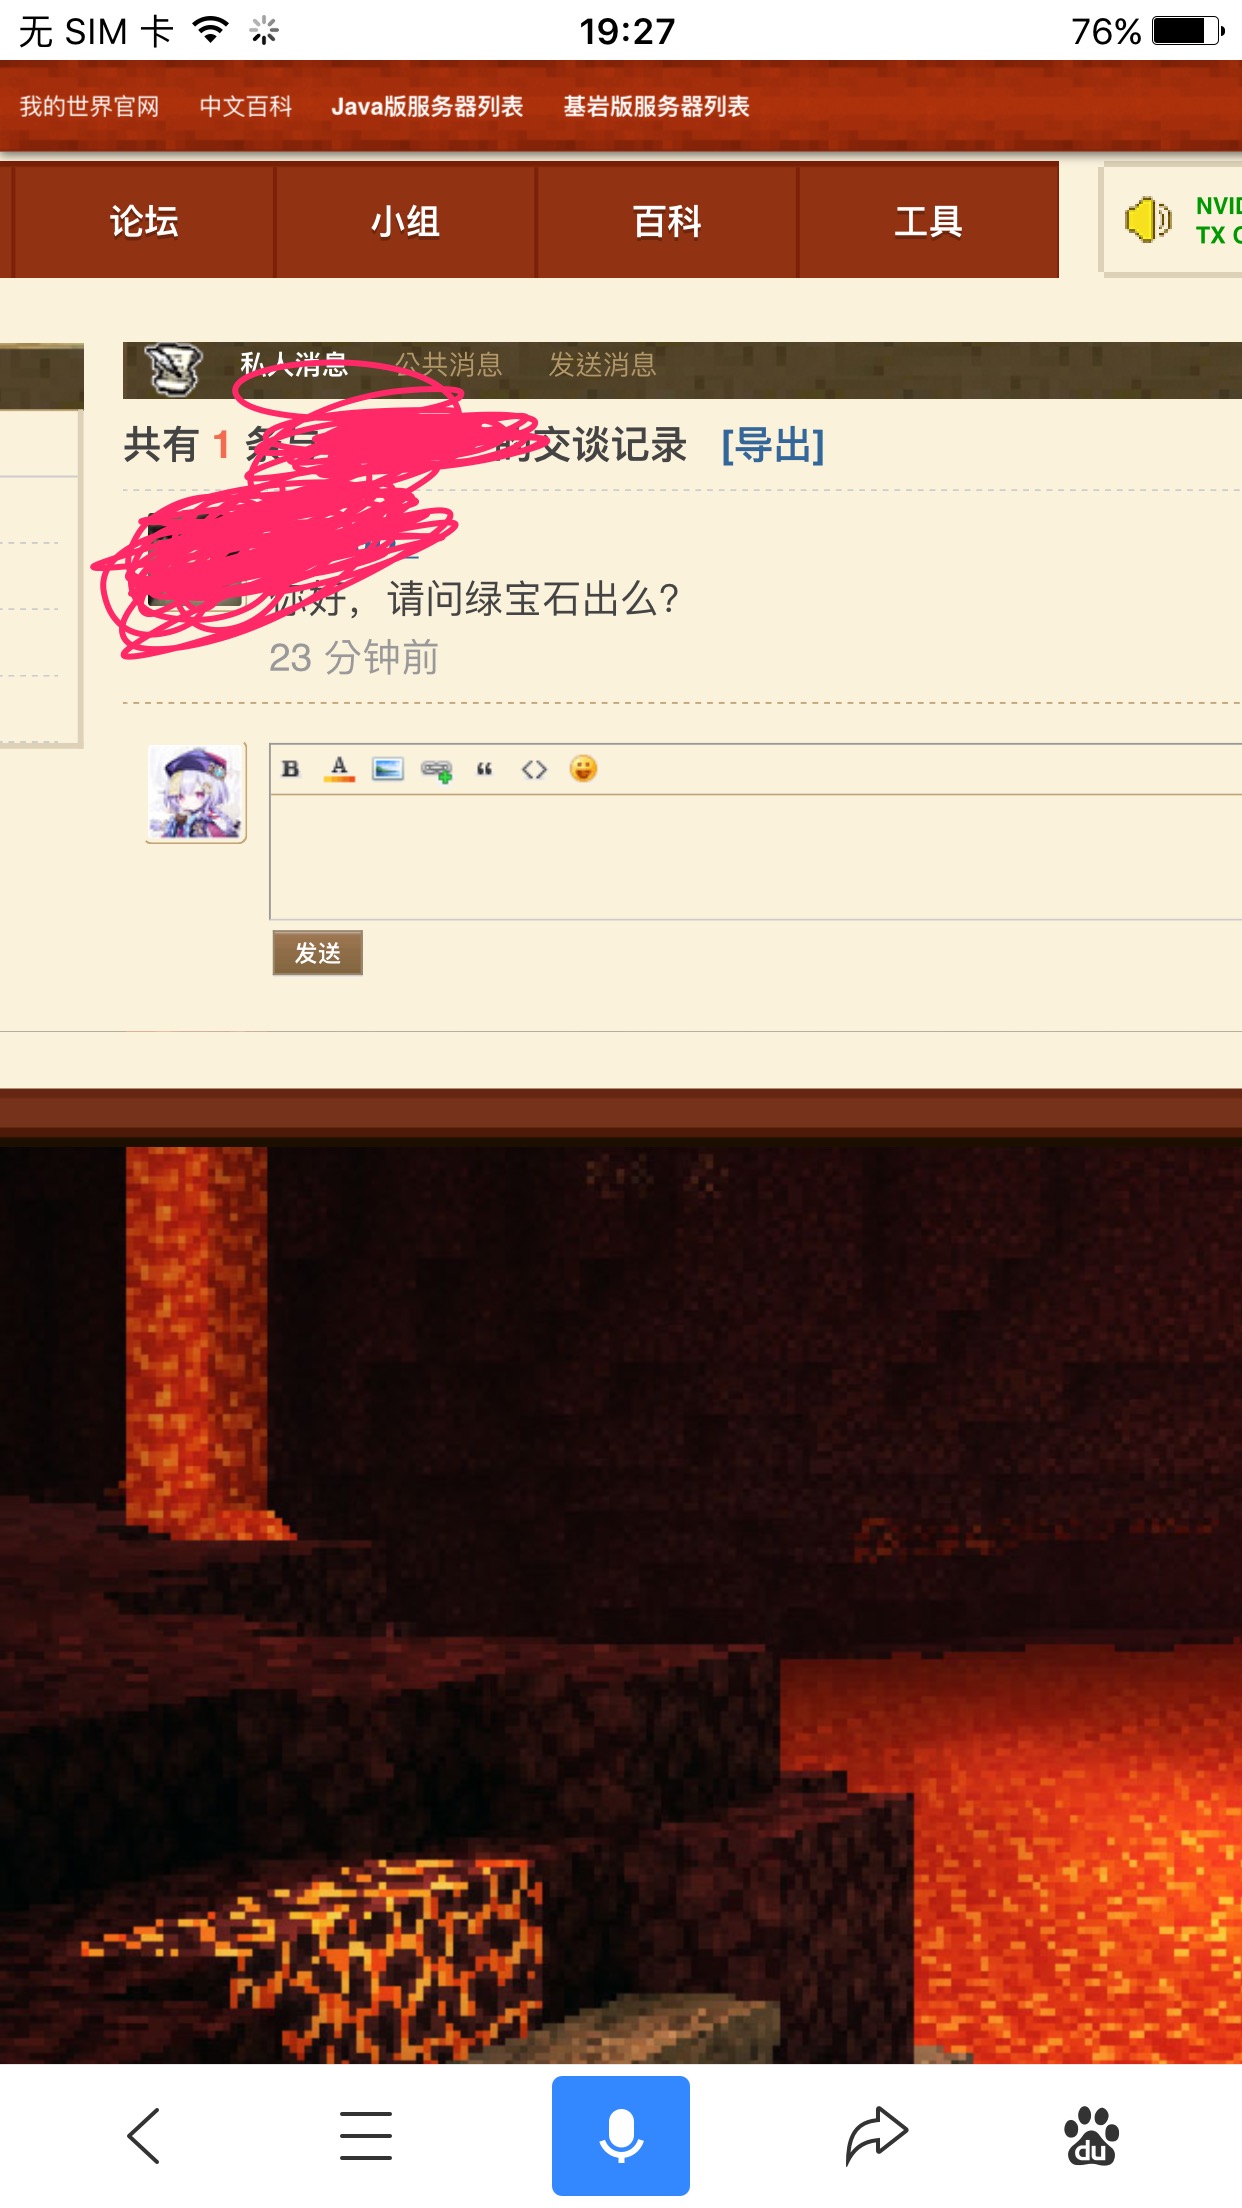 无 SIM 卡 19:27 76%
我的世界官网 中文百科 Java版服务器列表 基岩版服务器列表
论坛 小组 百科 工具
NVID
TX C
私人消息 公共消息 发送消息
共有 1 条与 的交谈记录 [导出]
你好，请问绿宝石出么?
23 分钟前
B A “ <>
发送
du